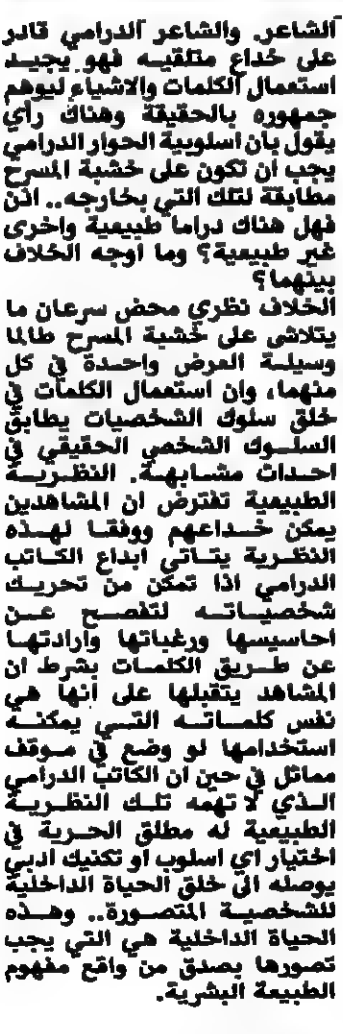 الشاعر. والشاعر الدرامي قادر
على خداع متلقيه فهو يجيد
استعمال الكلمات والاشياء ليوهم
جمهوره بالحقيقة وهناك راي
يقول بان اسلوبية الحوار الدرامي
يجب ان تكون على خشبة المسرح
مطابقة لتلك التي بخارجه.. اذن
فهل هناك دراما طبيعية واخرى
غير طبيعية؟ وما اوجه الخلاف
بينهما؟
الخلاف نظري محض سرعان ما
يتلاشى على خشبة المسرح طالما
وسيلة العرض واحدة في كل
منهما، وان استعمال الكلمات في
خلق سلوك الشخصيات يطابق
السلوك الشخصي الحقيقي في
احداث مشابهة. النظرية
الطبيعية تفترض ان المشاهدين
يمكن خداعهم ووفقا لهذه
النظرية يتاتي ابداع الكاتب
الدرامي اذا تمكن من تحريك
شخصياته لتفصح عن
احاسيسها ورغباتها وارادتها
عن طريق الكلمات بشرط ان
المشاهد يتقبلها على انها هي
نفس كلماته التي يمكنه
استخدامها لو وضع في موقف
مماثل في حين ان الكاتب الدرامي
الذي لا تهمه تلك النظرية
الطبيعية له مطلق الحرية في
اختيار اي اسلوب او تكنيك ادبي
يوصله الى خلق الحياة الداخلية
للشخصية المتصورة.. وهذه
الحياة الداخلية هي التي يجب
تصورها بصدق من واقع مفهوم
الطبيعة البشرية.